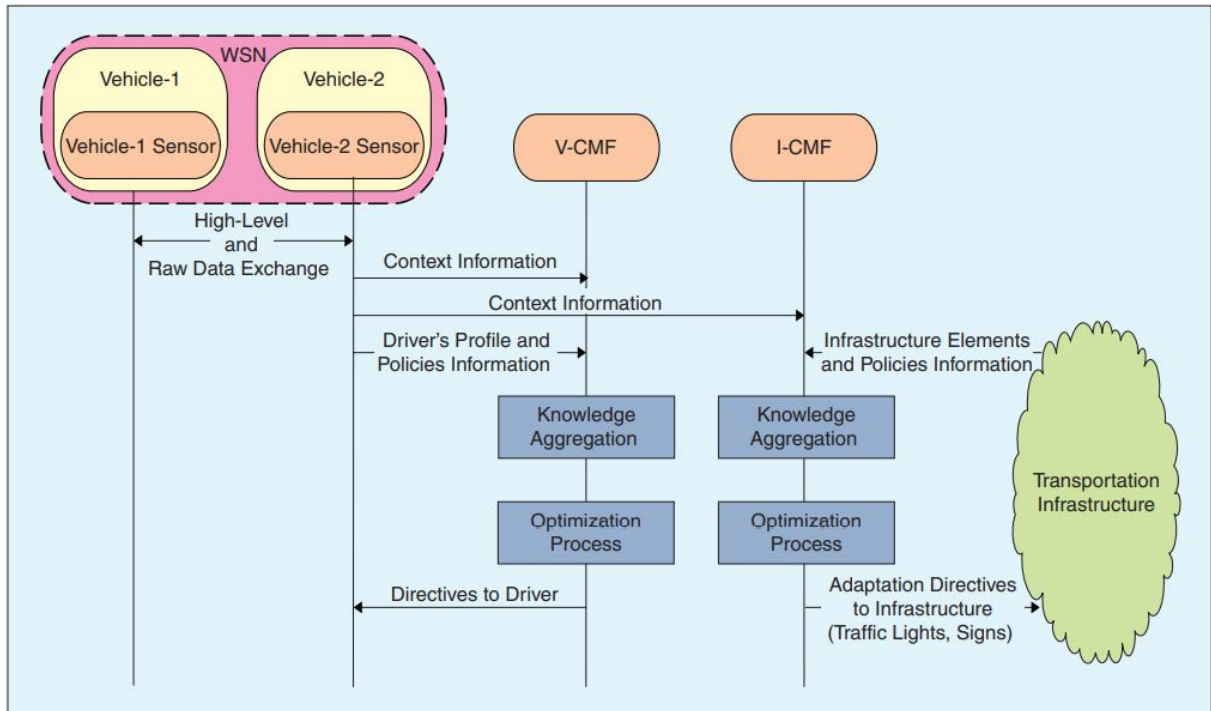 WSN
Vehicle-1
Vehicle-2
Vehicle-1 Sensor
Vehicle-2 Sensor
V-CMF
I-CMF
High-Level
and
Raw Data Exchange
Context Information
Context Information
Driver's Profile and
Policies Information
Infrastructure Elements
and Policies Information
Knowledge
Aggregation
Knowledge
Aggregation
Transportation
Infrastructure
Optimization
Process
Optimization
Process
Directives to Driver
Adaptation Directives
to Infrastructure
(Traffic Lights, Signs)